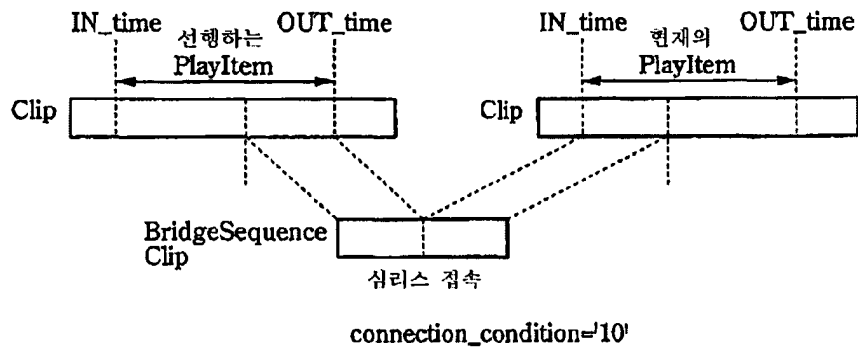 IN_time 선행하는 OUT_time
PlayItem
IN_time 현재의 OUT_time
PlayItem
Clip
Clip
BridgeSequence
Clip
심리스 접속
connection_condition='10'